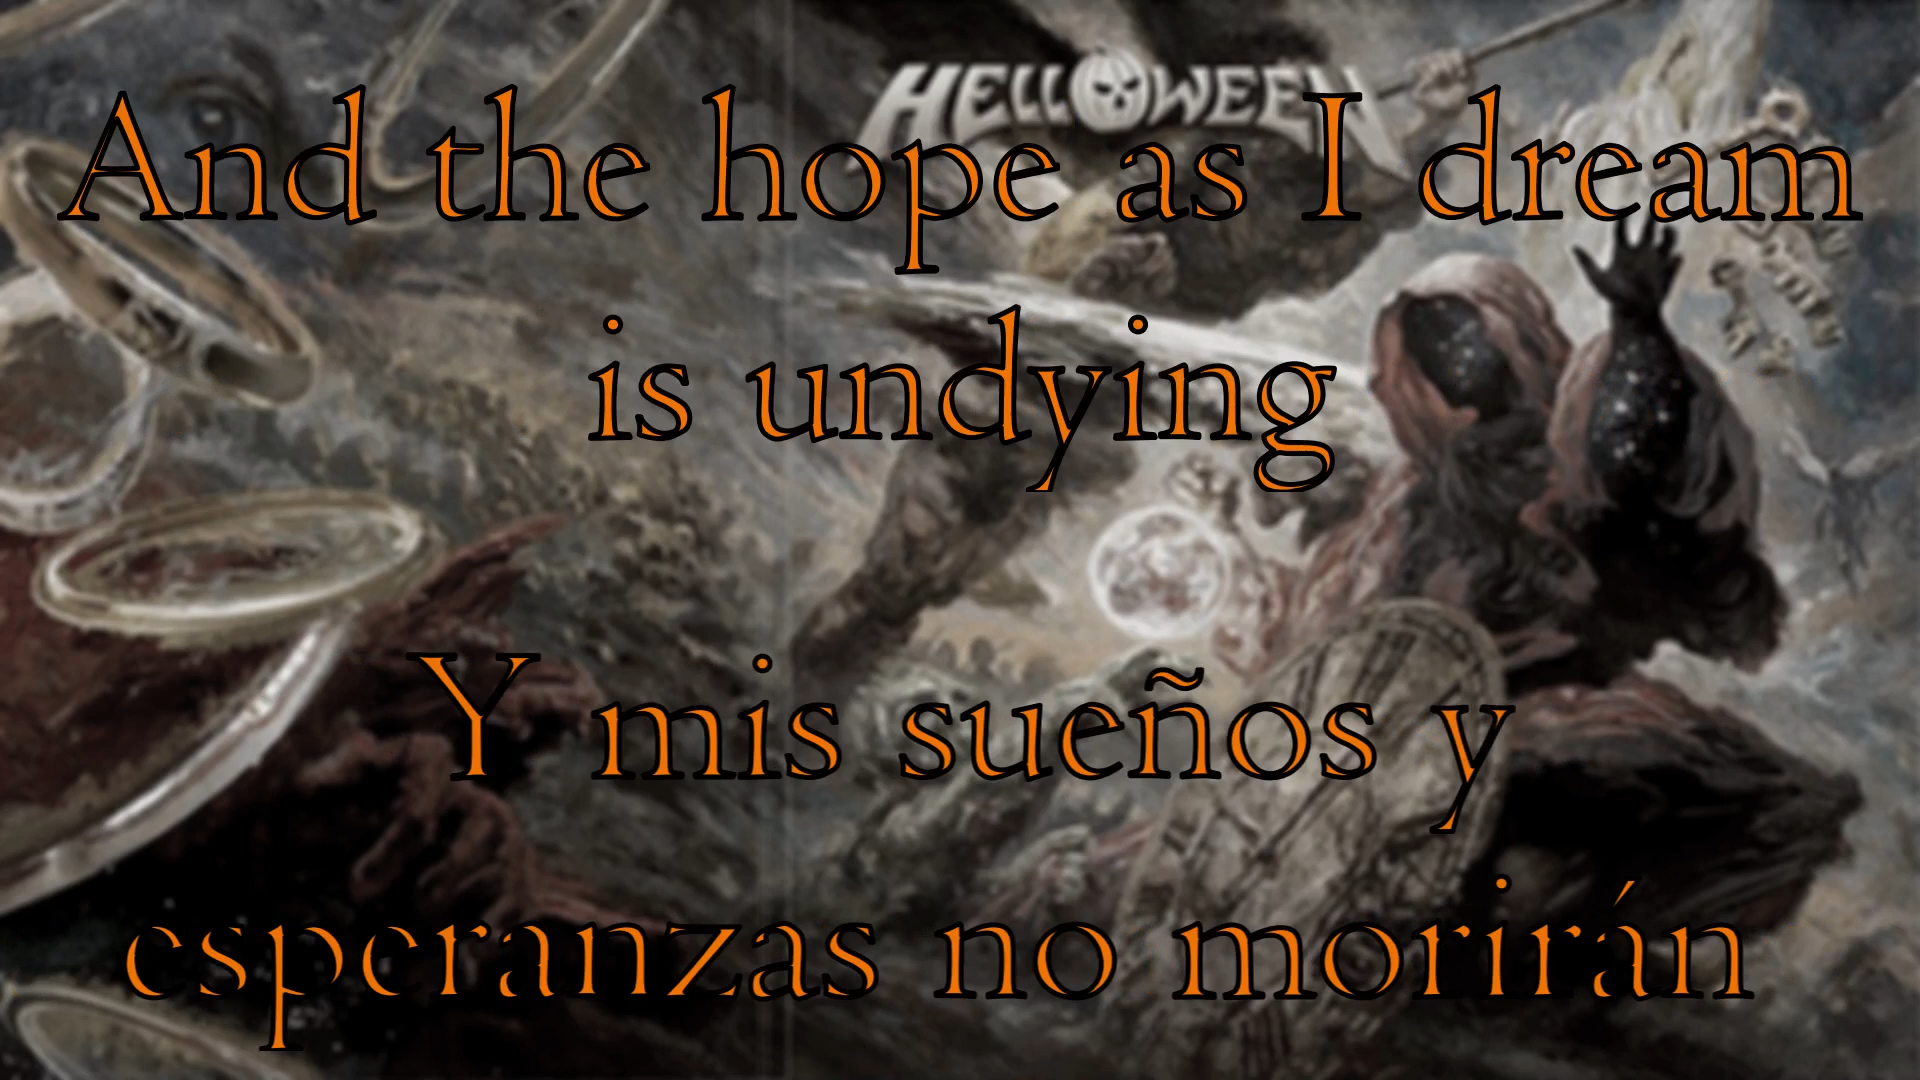 HELLOWEEN
And the hope as I dream
is undying
Y mis sueños y
esperanzas no morirán